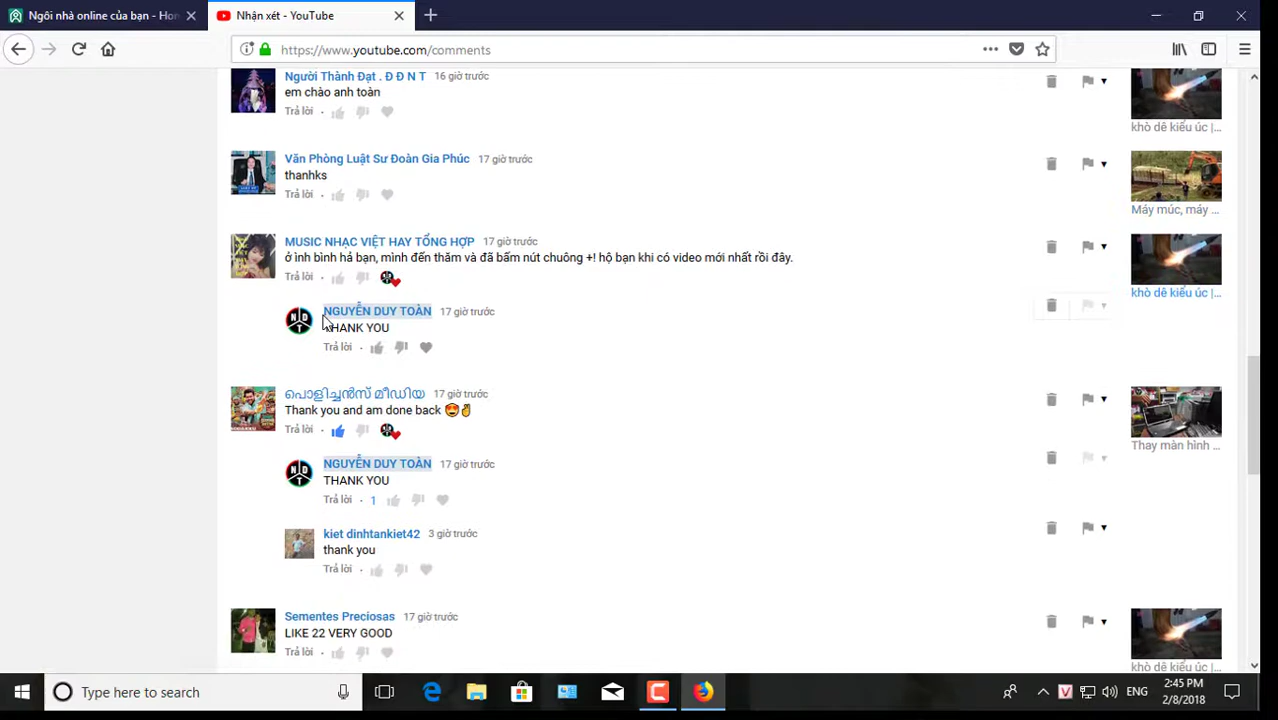 Ngôi nhà online của bạn - Hon
Nhận xét - YouTube
https://www.youtube.com/comments
Người Thành Đạt . Đ Đ N T 16 giờ trước
em chào anh toàn
Trả lời
khò dê kiểu úc |...
Văn Phòng Luật Sư Đoàn Gia Phúc 17 giờ trước
thanhks
Trả lời
Máy múc, máy ...
MUSIC NHẠC VIỆT HAY TỔNG HỢP 17 giờ trước
ở ình bình hả bạn, mình đến thăm và đã bấm nút chuông +! hộ bạn khi có video mới nhất rồi đây.
Trả lời
khò dê kiểu úc |...
NGUYỄN DUY TOÀN 17 giờ trước
THANK YOU
Trả lời
പൊളിച്ചൻസ് മീഡിയ 17 giờ trước
Thank you and am done back 😍✌
Trả lời
Thay màn hình ...
NGUYỄN DUY TOÀN 17 giờ trước
THANK YOU
Trả lời · 1
kiet dinhtankiet42 3 giờ trước
thank you
Trả lời
Sementes Preciosas 17 giờ trước
LIKE 22 VERY GOOD
Trả lời
khò dê kiểu úc |...
Type here to search
ENG
2:45 PM
2/8/2018